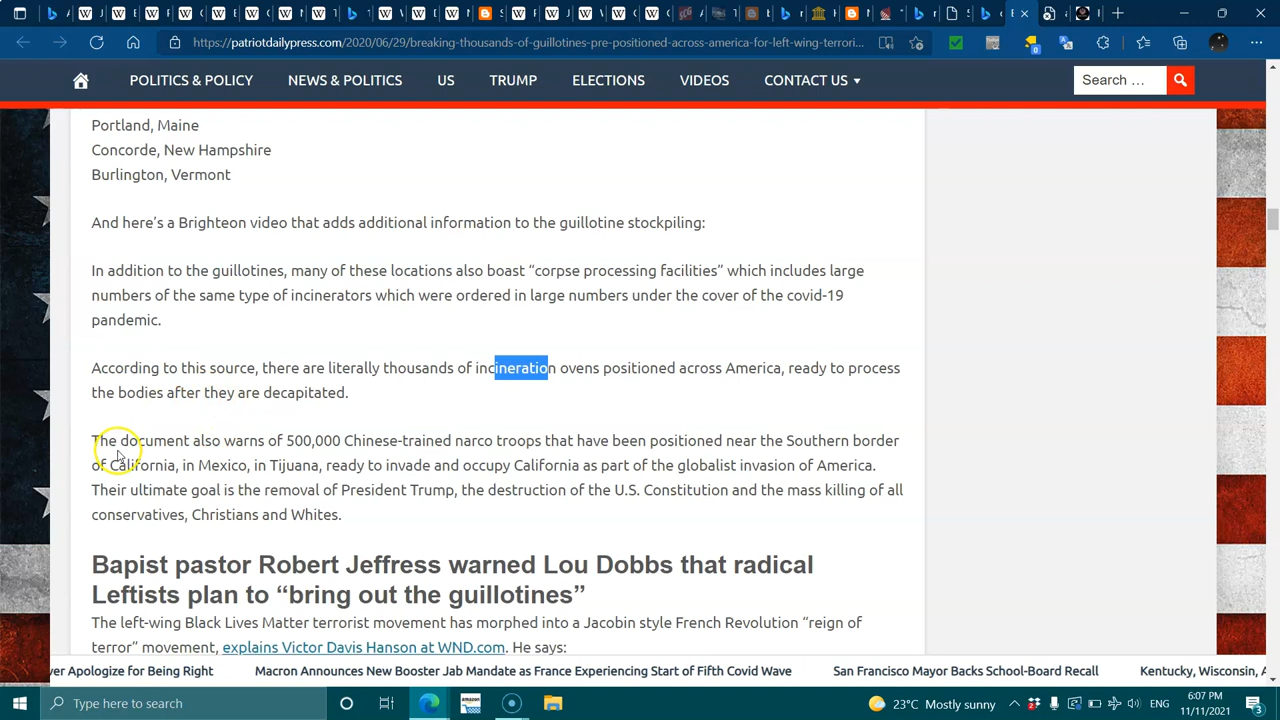 https://patriotdailypress.com/2020/06/29/breaking-thousands-of-guillotines-pre-positioned-across-america-for-left-wing-terrori...
POLITICS & POLICY NEWS & POLITICS US TRUMP ELECTIONS VIDEOS CONTACT US Search ...
Portland, Maine
Concorde, New Hampshire
Burlington, Vermont
And here's a Brighteon video that adds additional information to the guillotine stockpiling:
In addition to the guillotines, many of these locations also boast “corpse processing facilities” which includes large
numbers of the same type of incinerators which were ordered in large numbers under the cover of the covid-19
pandemic.
According to this source, there are literally thousands of incineration ovens positioned across America, ready to process
the bodies after they are decapitated.
The document also warns of 500,000 Chinese-trained narco troops that have been positioned near the Southern border
of California, in Mexico, in Tijuana, ready to invade and occupy California as part of the globalist invasion of America.
Their ultimate goal is the removal of President Trump, the destruction of the U.S. Constitution and the mass killing of all
conservatives, Christians and Whites.
Bapist pastor Robert Jeffress warned Lou Dobbs that radical
Leftists plan to “bring out the guillotines”
The left-wing Black Lives Matter terrorist movement has morphed into a Jacobin style French Revolution “reign of
terror” movement, explains Victor Davis Hanson at WND.com. He says:
ver Apologize for Being Right Macron Announces New Booster Jab Mandate as France Experiencing Start of Fifth Covid Wave San Francisco Mayor Backs School-Board Recall Kentucky, Wisconsin, A
Type here to search amazon 23°C Mostly sunny ENG 6:07 PM
11/11/2021 3